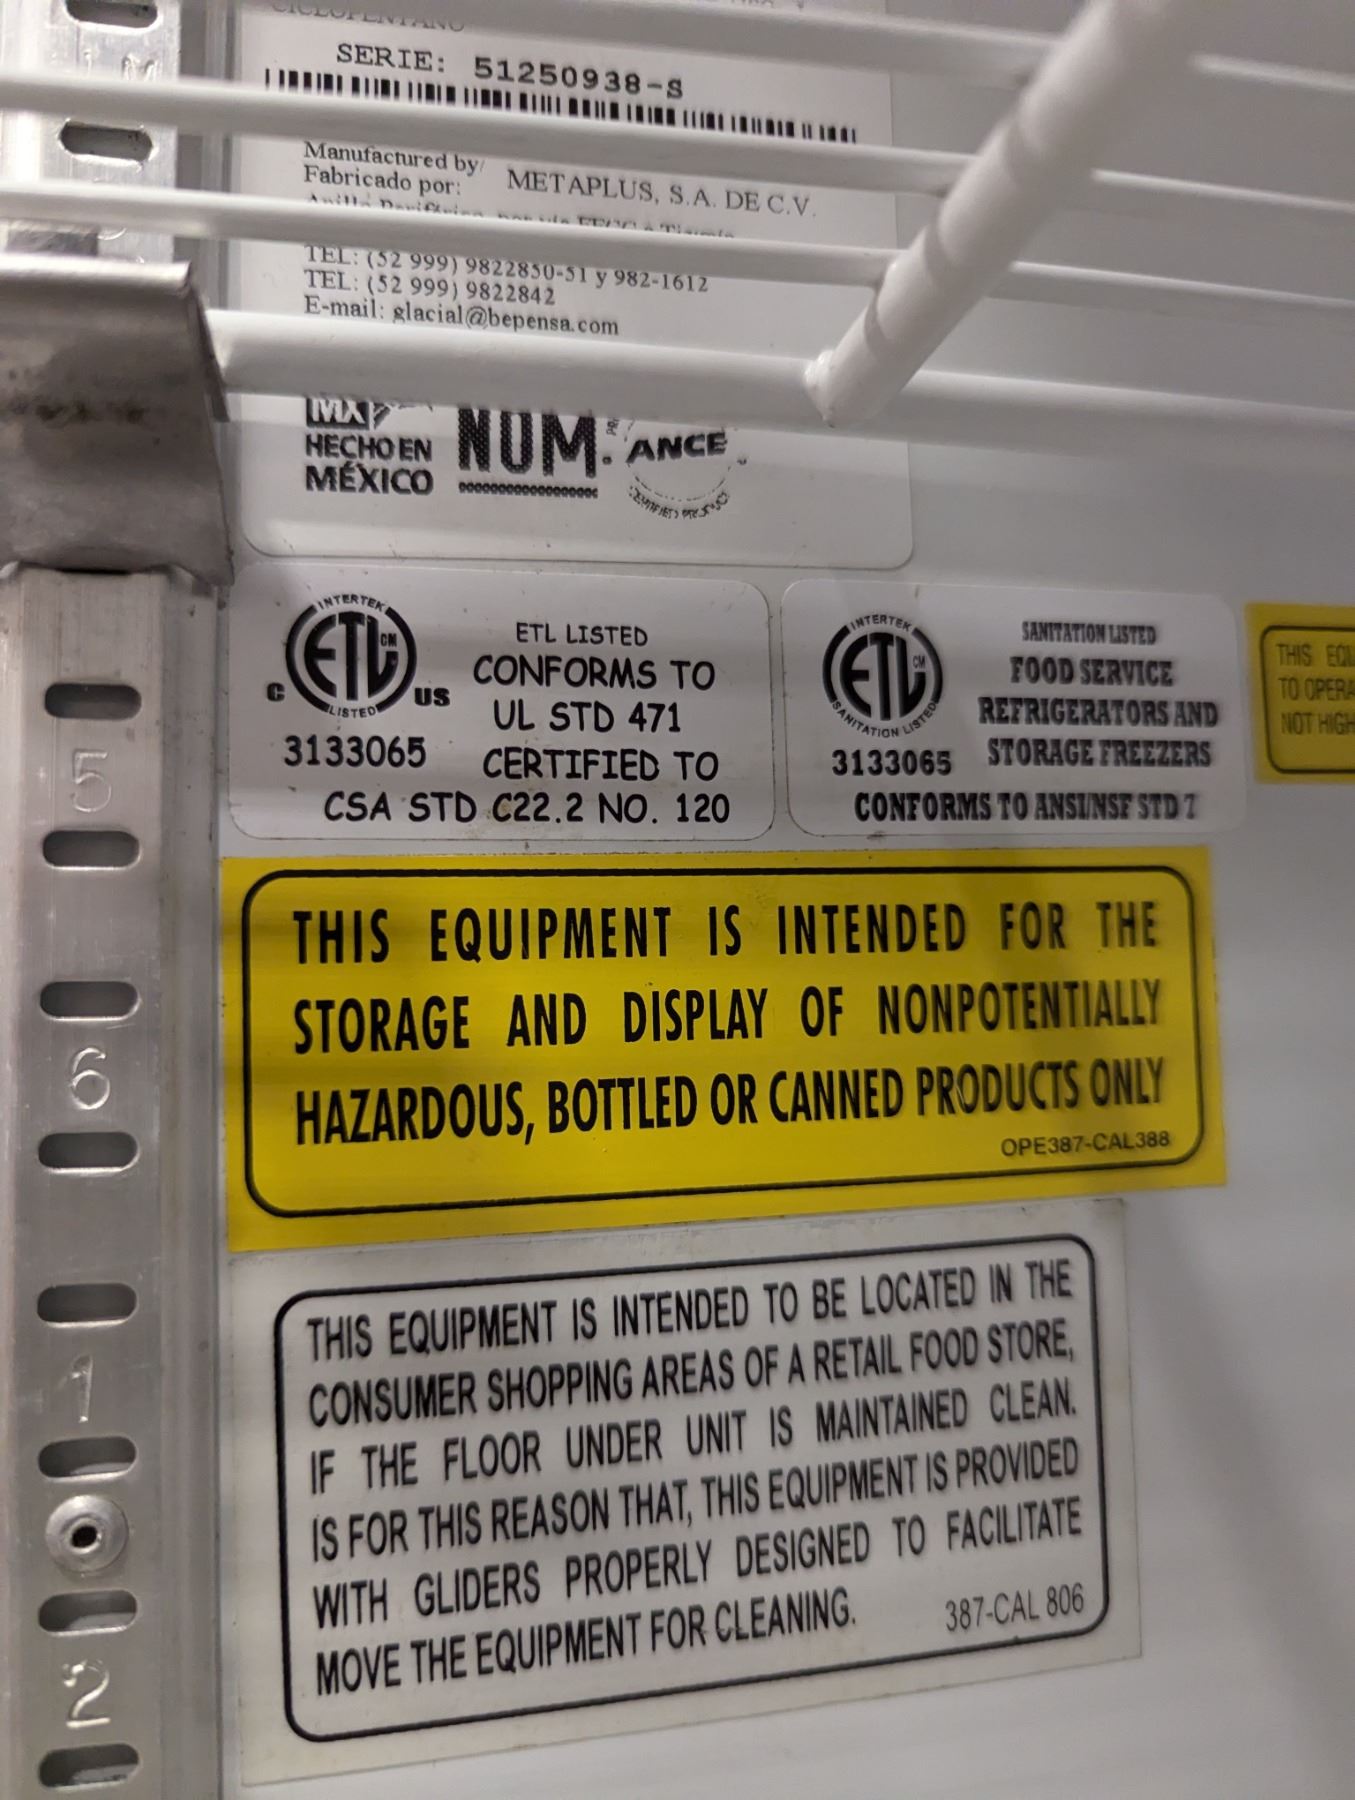 CICLOPENTANO
SERIE: 51250938-S
Manufactured by/
Fabricado por: METAPLUS, S.A. DE C.V.
TEL: (52 999) 9822850-51 y 982-1612
TEL: (52 999) 9822842
E-mail: glacial@bepensa.com
MX
HECHO EN
MÉXICO
NOM.
ANCE
INTERTEK
ETL CM
LISTED
C US
3133065
ETL LISTED
CONFORMS TO
UL STD 471
CERTIFIED TO
CSA STD C22.2 NO. 120
INTERTEK
ETL CM
SANITATION LISTED
3133065
SANITATION LISTED
FOOD SERVICE
REFRIGERATORS AND
STORAGE FREEZERS
CONFORMS TO ANSI/NSF STD 7
THIS
TO
NOT
THIS EQUIPMENT IS INTENDED FOR THE
STORAGE AND DISPLAY OF NONPOTENTIALLY
HAZARDOUS, BOTTLED OR CANNED PRODUCTS ONLY
OPE387-CAL388
THIS EQUIPMENT IS INTENDED TO BE LOCATED IN THE
CONSUMER SHOPPING AREAS OF A RETAIL FOOD STORE,
IF THE FLOOR UNDER UNIT IS MAINTAINED CLEAN.
IS FOR THIS REASON THAT, THIS EQUIPMENT IS PROVIDED
WITH GLIDERS PROPERLY DESIGNED TO FACILITATE
MOVE THE EQUIPMENT FOR CLEANING.
387-CAL 806
5
6
1
2